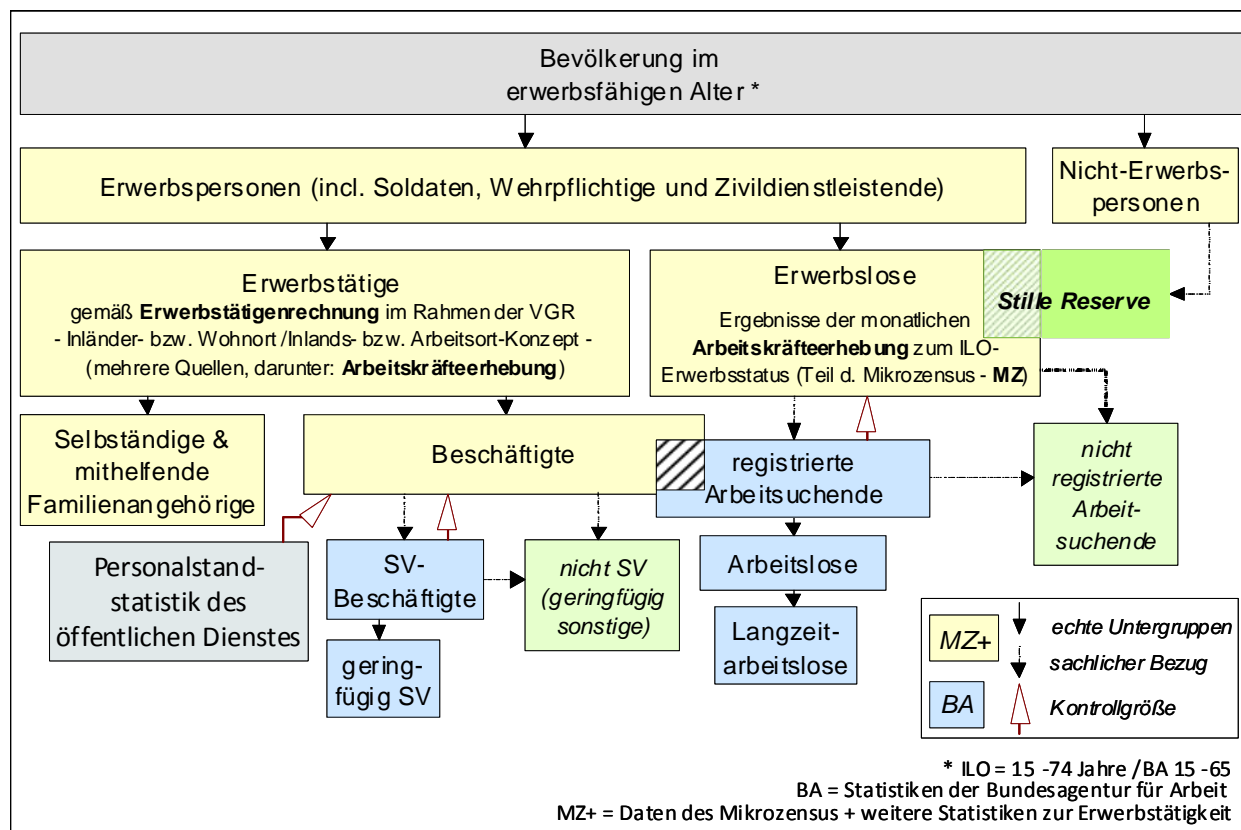 Bevölkerung im
erwerbsfähigen Alter *
Erwerbspersonen (incl. Soldaten, Wehrpflichtige und Zivildienstleistende)
Nicht-Erwerbs-
personen
Erwerbstätige
gemäß Erwerbstätigenrechnung im Rahmen der VGR
- Inländer- bzw. Wohnort/Inlands- bzw. Arbeitsort-Konzept -
(mehrere Quellen, darunter: Arbeitskräfteerhebung)
Erwerbslose
Ergebnisse der monatlichen
Arbeitskräfteerhebung zum ILO-
Erwerbsstatus (Teil d. Mikrozensus - MZ)
Stille Reserve
Selbständige &
mithelfende
Familienangehörige
Beschäftigte
registrierte
Arbeitsuchende
nicht
registrierte
Arbeit-
suchende
Personalstand-
statistik des
öffentlichen Dienstes
SV-
Beschäftigte
nicht SV
(geringfügig
sonstige)
Arbeitslose
gering-
fügig SV
Langzeit-
arbeitslose
MZ+
BA
echte Untergruppen
sachlicher Bezug
Kontrollgröße
* ILO = 15 -74 Jahre / BA 15 -65
BA = Statistiken der Bundesagentur für Arbeit
MZ+ = Daten des Mikrozensus + weitere Statistiken zur Erwerbstätigkeit